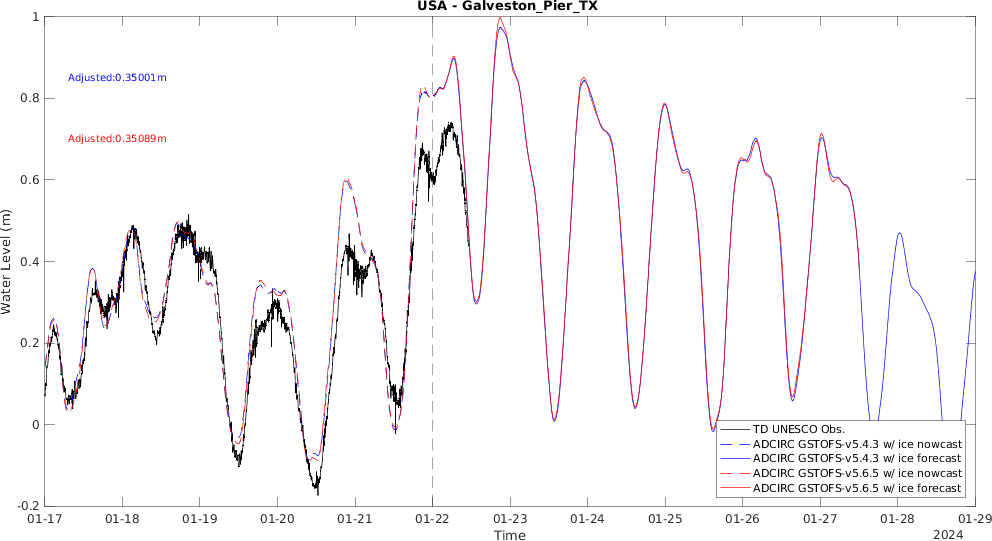 USA - Galveston_Pier_TX
1
0.8
0.6
0.4
0.2
0
-0.2
Water Level (m)
Adjusted:0.35001m
Adjusted:0.35089m
TD UNESCO Obs.
ADCIRC GSTOFS-v5.4.3 w/ ice nowcast
ADCIRC GSTOFS-v5.4.3 w/ ice forecast
ADCIRC GSTOFS-v5.6.5 w/ ice nowcast
ADCIRC GSTOFS-v5.6.5 w/ ice forecast
01-17 01-18 01-19 01-20 01-21 01-22 01-23 01-24 01-25 01-26 01-27 01-28 01-29
Time
2024